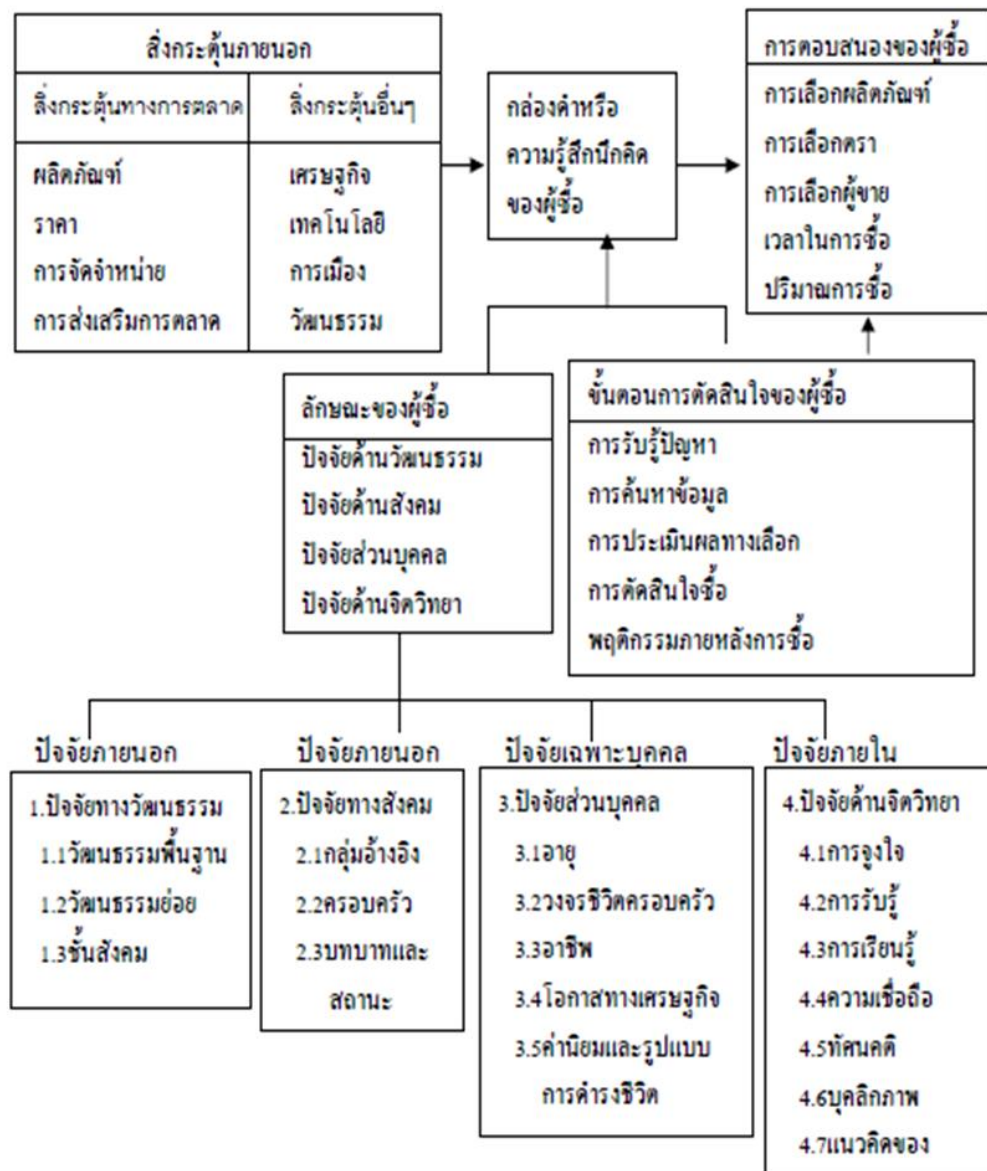 สิ่งกระตุ้นภายนอก
สิ่งกระตุ้นทางการตลาด
ผลิตภัณฑ์
ราคา
การจัดจำหน่าย
การส่งเสริมการตลาด
สิ่งกระตุ้นอื่นๆ
เศรษฐกิจ
เทคโนโลยี
การเมือง
วัฒนธรรม
กล่องดำหรือ
ความรู้สึกนึกคิด
ของผู้ซื้อ
การตอบสนองของผู้ซื้อ
การเลือกผลิตภัณฑ์
การเลือกตรา
การเลือกผู้ขาย
เวลาในการซื้อ
ปริมาณการซื้อ
ลักษณะของผู้ซื้อ
ปัจจัยด้านวัฒนธรรม
ปัจจัยด้านสังคม
ปัจจัยส่วนบุคคล
ปัจจัยด้านจิตวิทยา
ขั้นตอนการตัดสินใจของผู้ซื้อ
การรับรู้ปัญหา
การค้นหาข้อมูล
การประเมินผลทางเลือก
การตัดสินใจซื้อ
พฤติกรรมภายหลังการซื้อ
ปัจจัยภายนอก
1.ปัจจัยทางวัฒนธรรม
1.1วัฒนธรรมพื้นฐาน
1.2วัฒนธรรมย่อย
1.3ชั้นสังคม
ปัจจัยภายนอก
2.ปัจจัยทางสังคม
2.1กลุ่มอ้างอิง
2.2ครอบครัว
2.3บทบาทและ
สถานะ
ปัจจัยเฉพาะบุคคล
3.ปัจจัยส่วนบุคคล
3.1อายุ
3.2วงจรชีวิตครอบครัว
3.3อาชีพ
3.4โอกาสทางเศรษฐกิจ
3.5ค่านิยมและรูปแบบ
การดำรงชีวิต
ปัจจัยภายใน
4.ปัจจัยด้านจิตวิทยา
4.1การจูงใจ
4.2การรับรู้
4.3การเรียนรู้
4.4ความเชื่อถือ
4.5ทัศนคติ
4.6บุคลิกภาพ
4.7แนวคิดของ